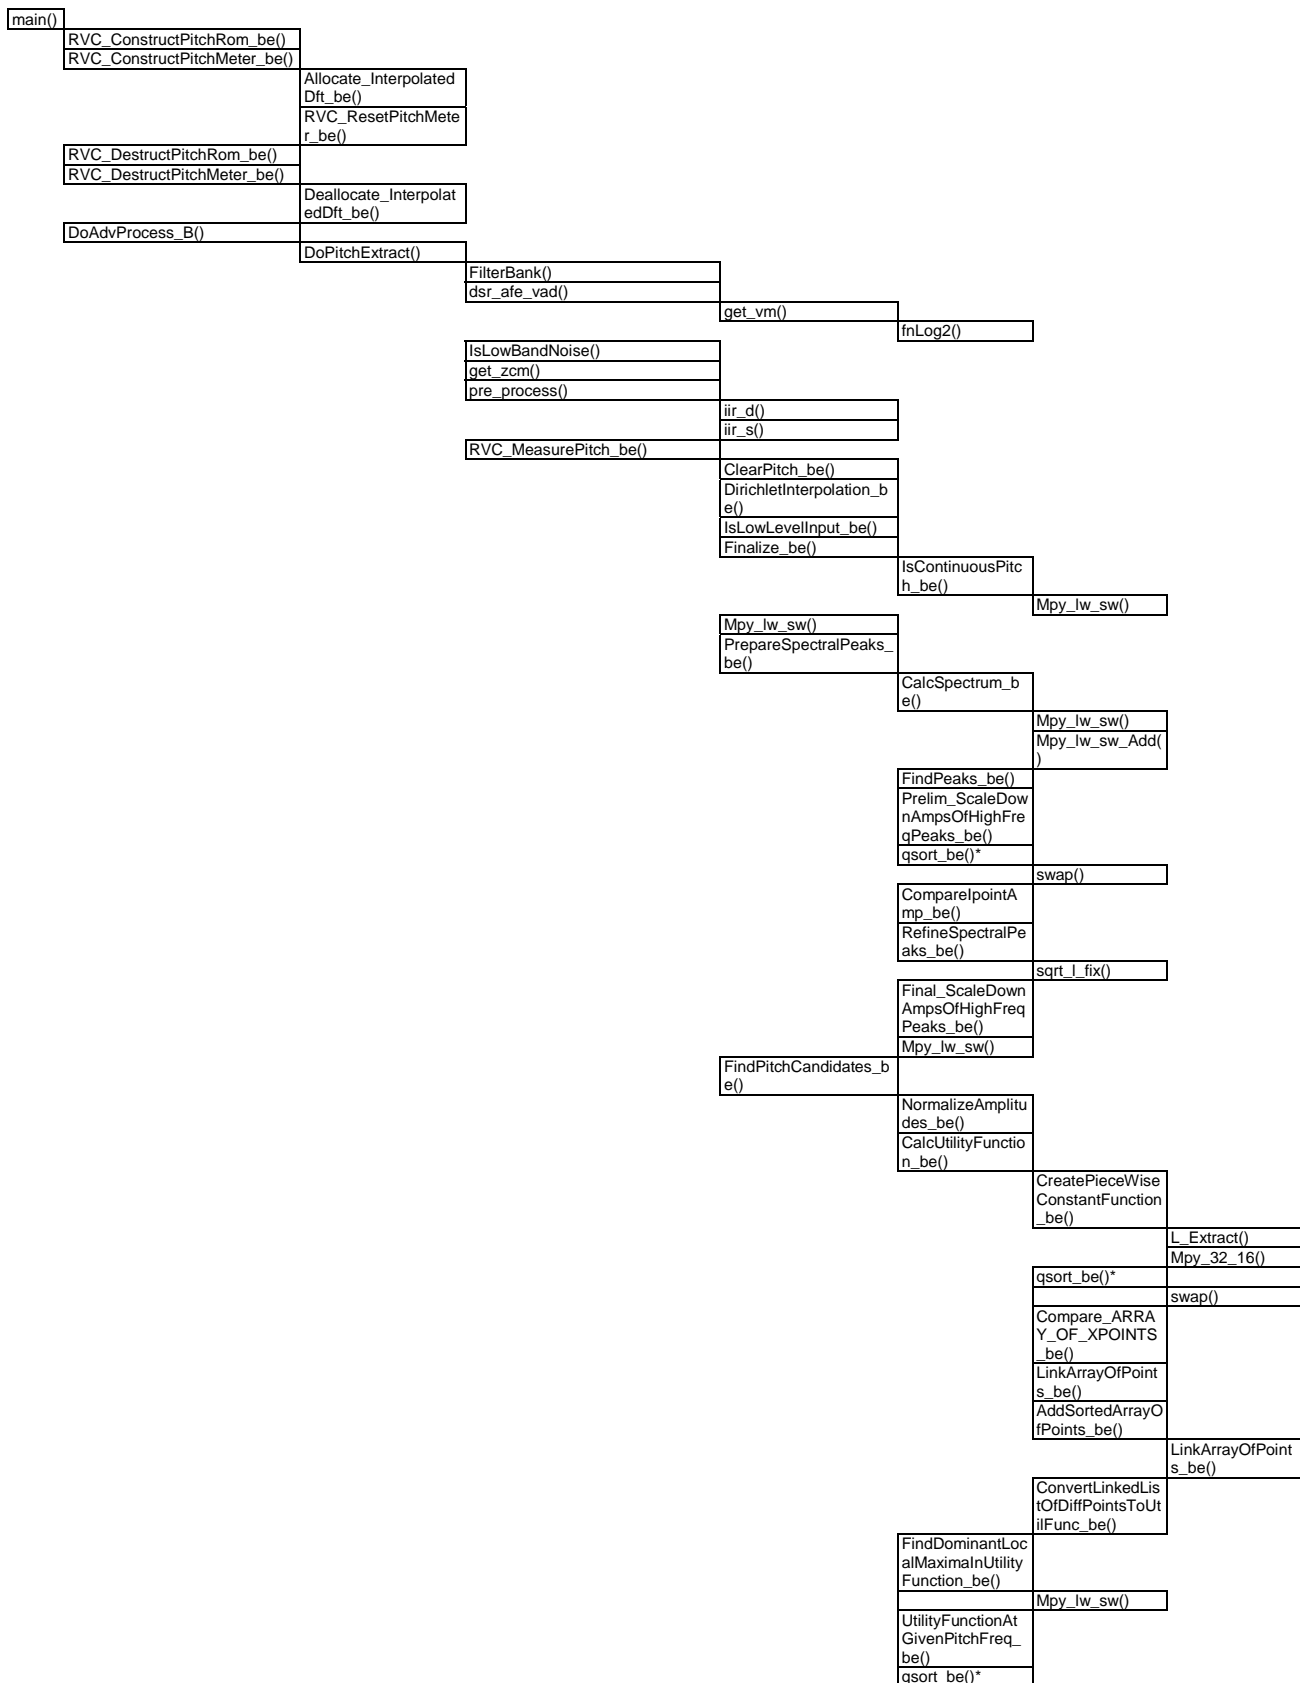 main()
RVC_ConstructPitchRom_be()
RVC_ConstructPitchMeter_be()
Allocate_Interpolated
Dft_be()
RVC_ResetPitchMete
r_be()
RVC_DestructPitchRom_be()
RVC_DestructPitchMeter_be()
Deallocate_Interpolat
edDft_be()
DoAdvProcess_B()
DoPitchExtract()
FilterBank()
dsr_afe_vad()
get_vm()
fnLog2()
IsLowBandNoise()
get_zcm()
pre_process()
iir_d()
iir_s()
RVC_MeasurePitch_be()
ClearPitch_be()
DirichletInterpolation_b
e()
IsLowLevelInput_be()
Finalize_be()
IsContinuousPitc
h_be()
Mpy_lw_sw()
Mpy_lw_sw()
PrepareSpectralPeaks_
be()
CalcSpectrum_b
e()
Mpy_lw_sw()
Mpy_lw_sw_Add(
)
FindPeaks_be()
Prelim_ScaleDow
nAmpsOfHighFre
qPeaks_be()
qsort_be()*
swap()
CompareIpointA
mp_be()
RefineSpectralPe
aks_be()
sqrt_l_fix()
Final_ScaleDown
AmpsOfHighFreq
Peaks_be()
Mpy_lw_sw()
FindPitchCandidates_b
e()
NormalizeAmplitu
des_be()
CalcUtilityFunctio
n_be()
CreatePieceWise
ConstantFunction
_be()
L_Extract()
Mpy_32_16()
qsort_be()*
swap()
Compare_ARRA
Y_OF_XPOINTS
_be()
LinkArrayOfPoint
s_be()
AddSortedArrayO
fPoints_be()
LinkArrayOfPoint
s_be()
ConvertLinkedLis
tOfDiffPointsToUt
ilFunc_be()
FindDominantLoc
alMaximaInUtility
Function_be()
Mpy_lw_sw()
UtilityFunctionAt
GivenPitchFreq_
be()
qsort_be()*